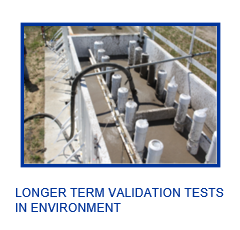 LONGER TERM VALIDATION TESTS
IN ENVIRONMENT